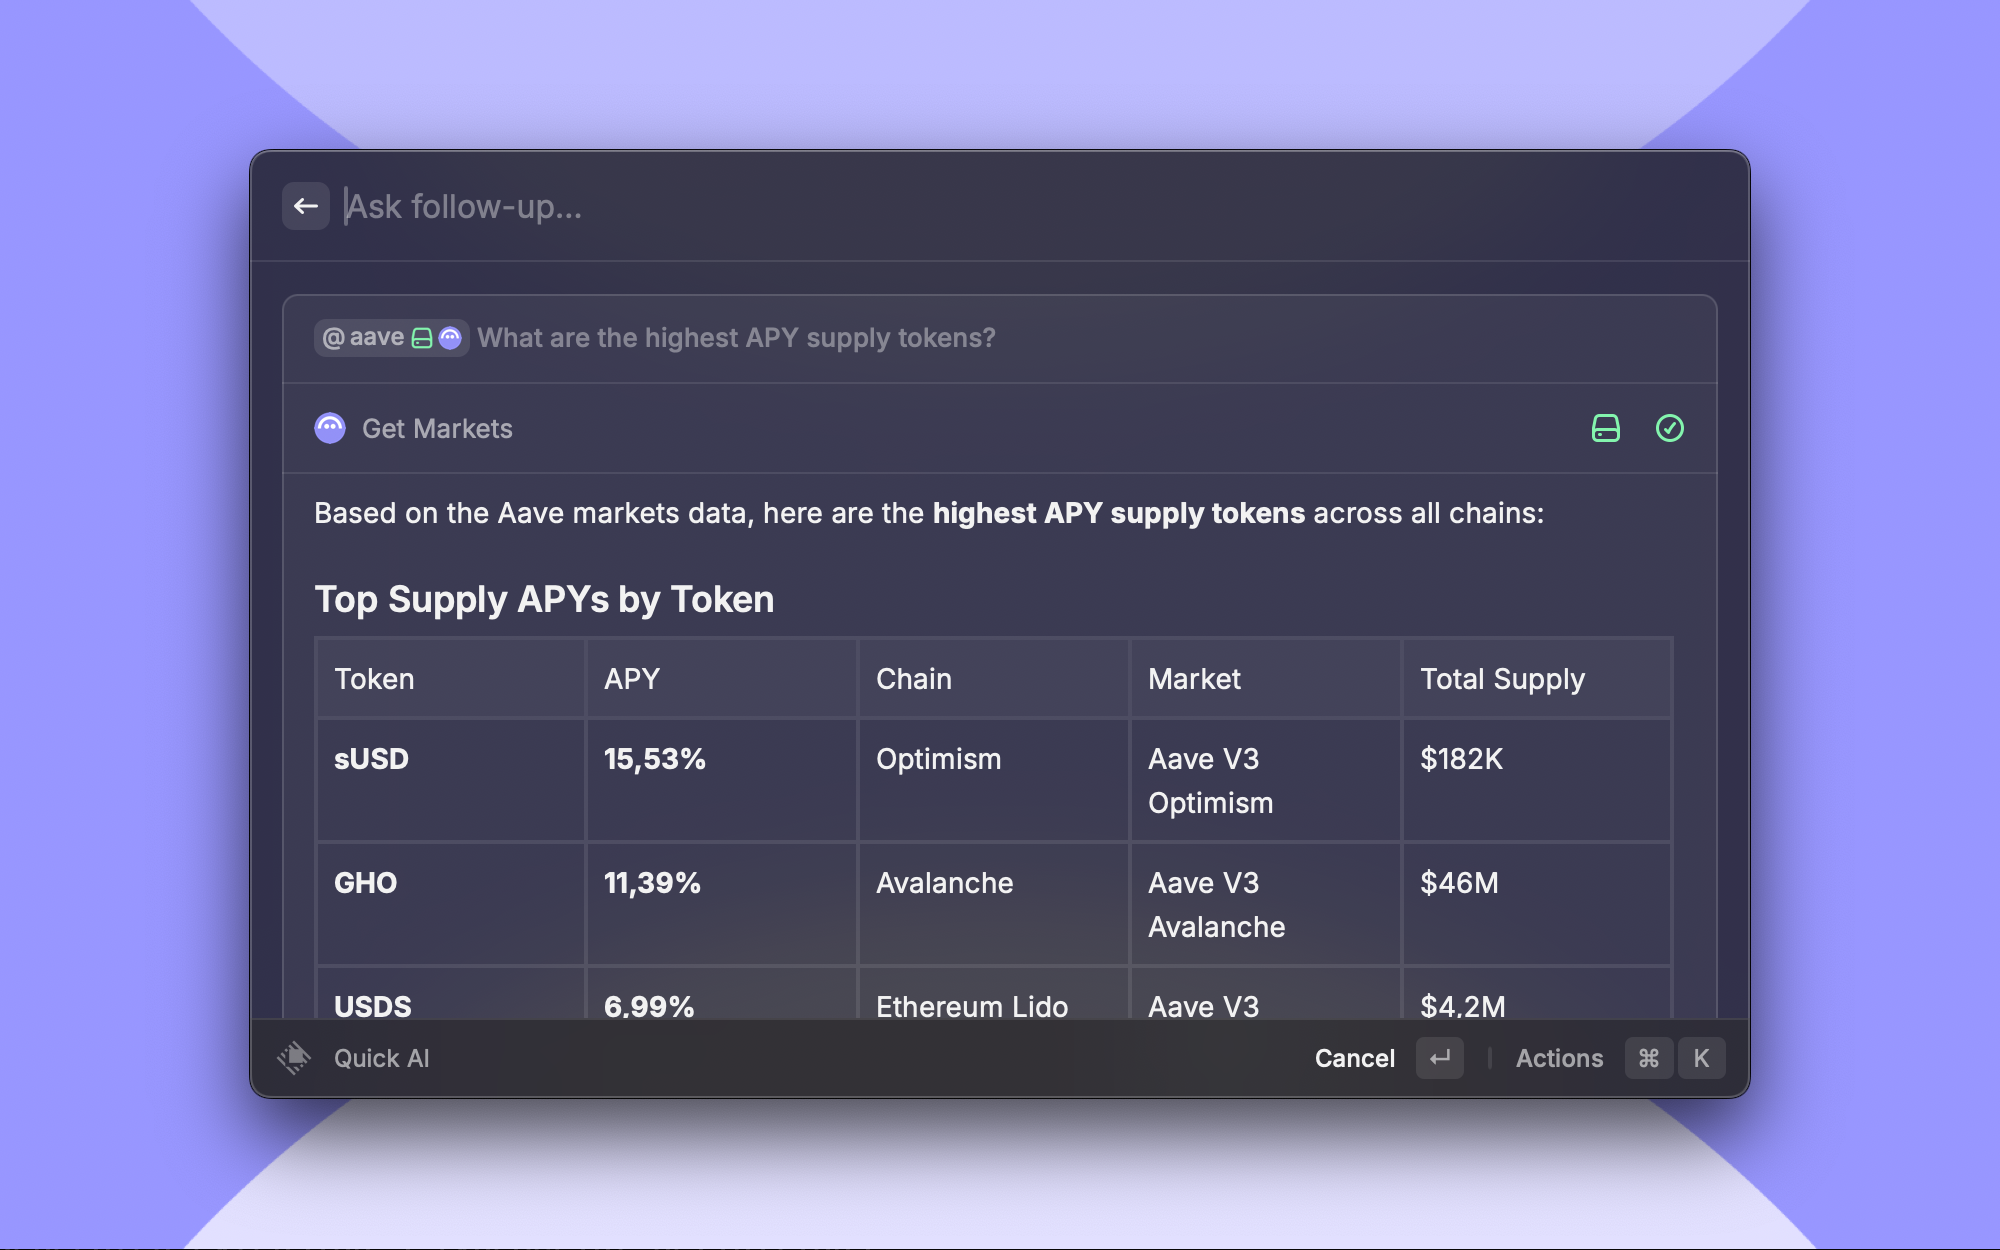 Ask follow-up...
@aave What are the highest APY supply tokens?
Get Markets
Based on the Aave markets data, here are the highest APY supply tokens across all chains:
Top Supply APYs by Token
Token APY Chain Market Total Supply
sUSD 15,53% Optimism Aave V3 $182K
Optimism
GHO 11,39% Avalanche Aave V3 $46M
Avalanche
USDS 6,99% Ethereum Lido Aave V3 $4,2M
Quick AI Cancel ↵ Actions ⌘ K